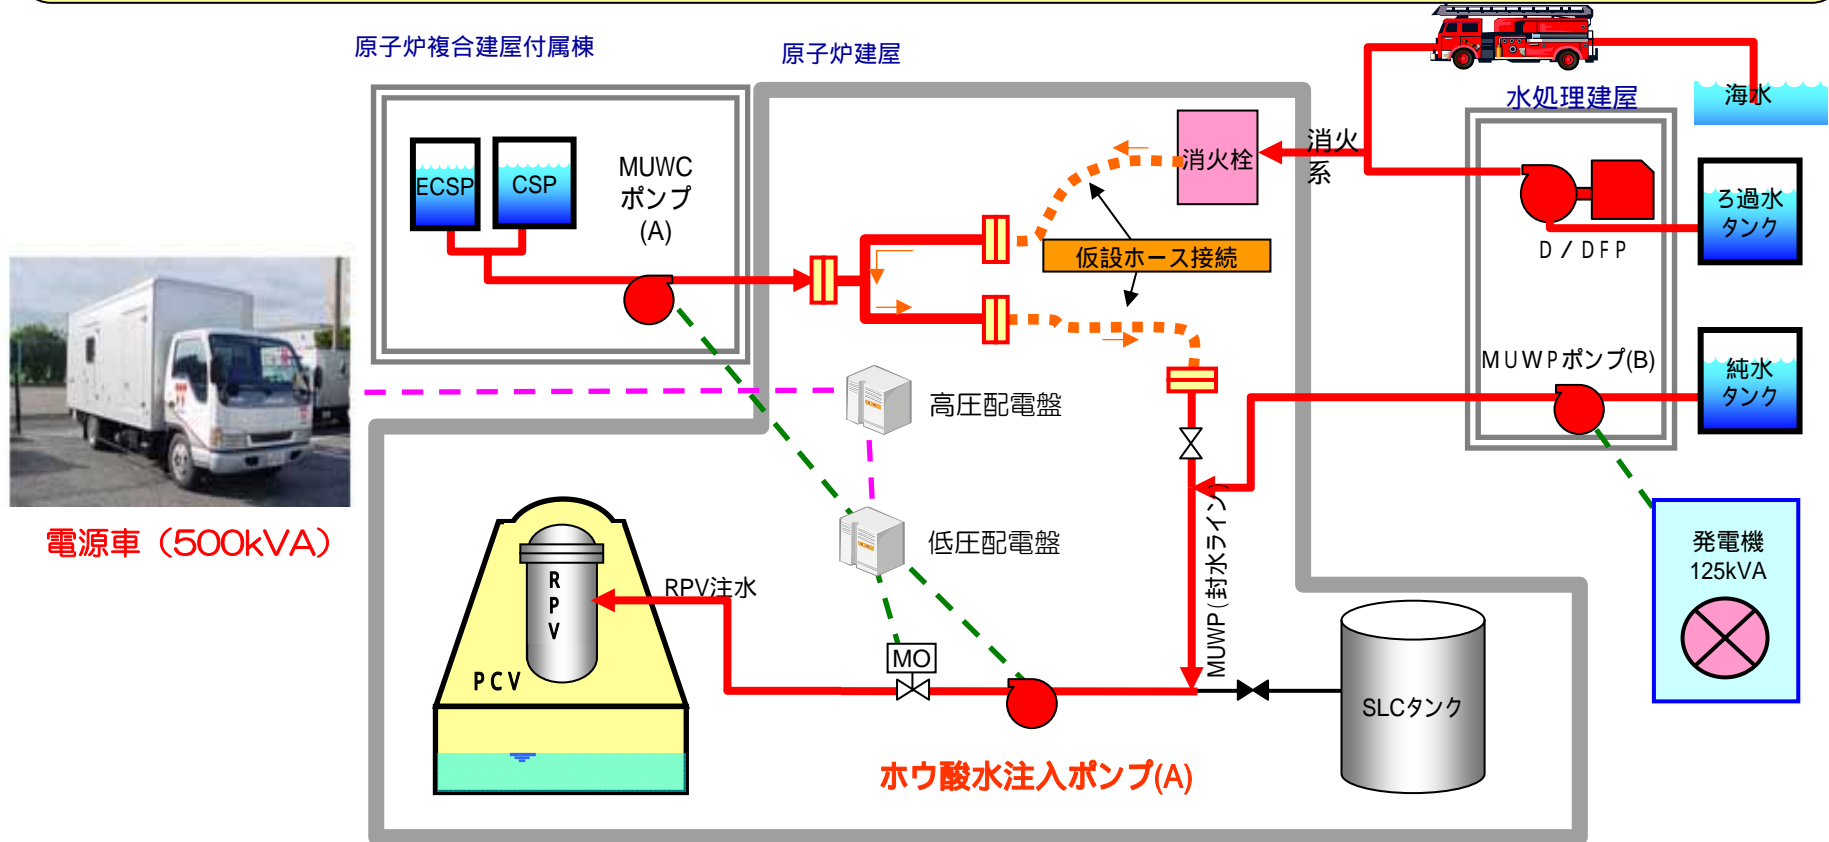 原子炉複合建屋付属棟
原子炉建屋
水処理建屋
海水
ECSP
CSP
MUWC
ポンプ
(A)
消火栓
消火
系
ろ過水
タンク
D/DFP
仮設ホース接続
MUWPポンプ(B)
純水
タンク
高圧配電盤
低圧配電盤
電源車（500kVA）
発電機
125kVA
MUWP(封水ライン)
RPV
RPV注水
PCV
MO
SLCタンク
ホウ酸水注入ポンプ(A)